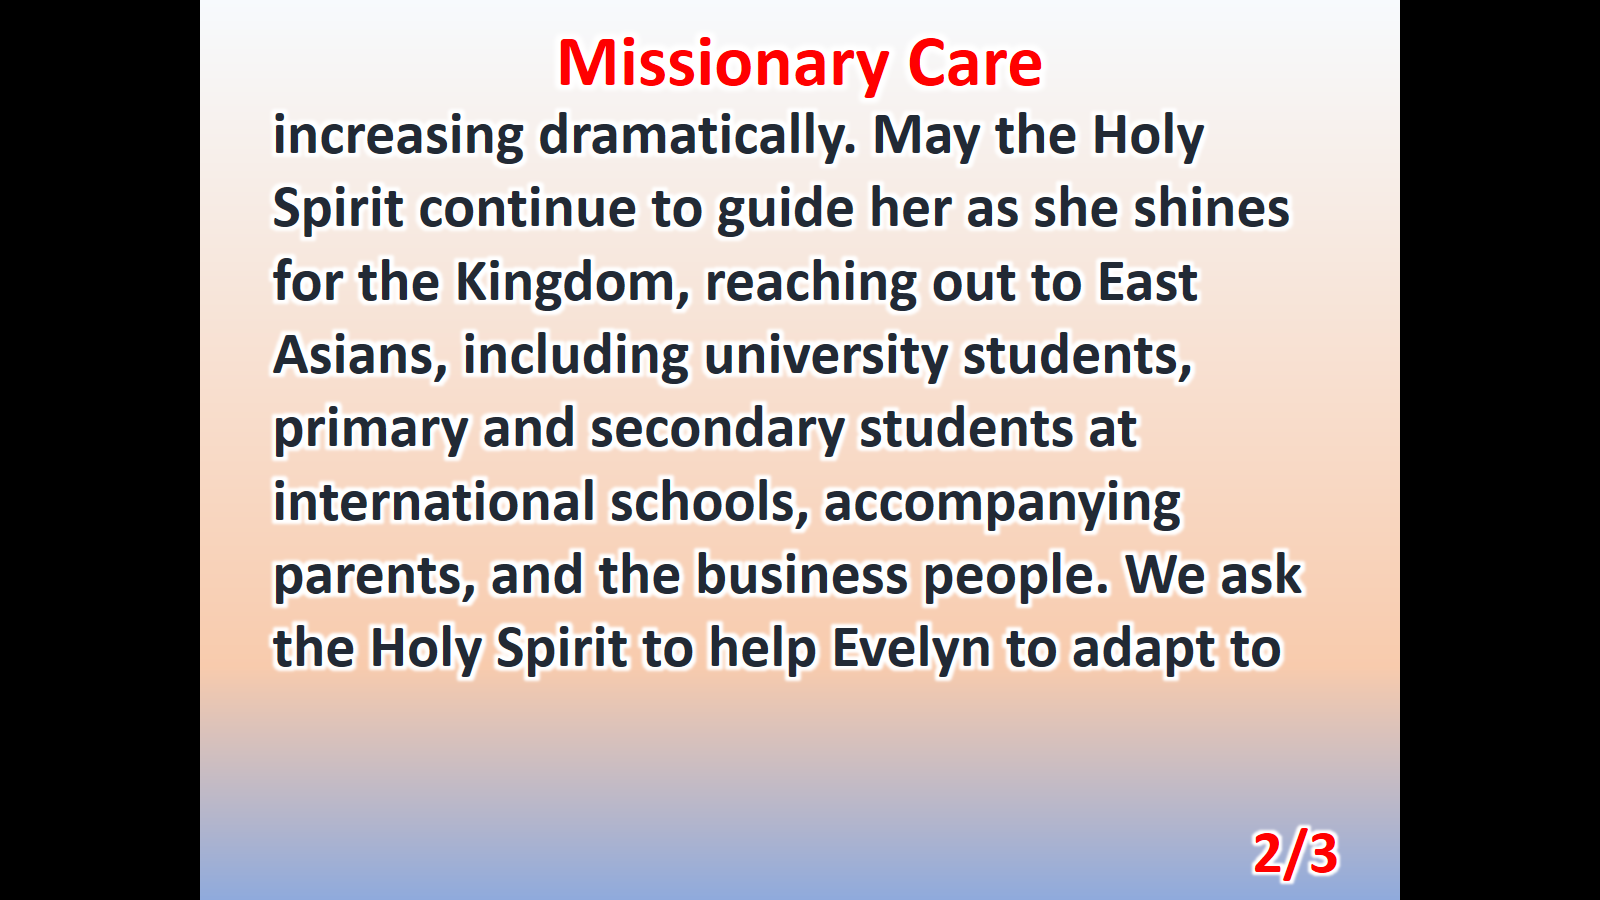 Missionary Care
increasing dramatically. May the Holy
Spirit continue to guide her as she shines
for the Kingdom, reaching out to East
Asians, including university students,
primary and secondary students at
international schools, accompanying
parents, and the business people. We ask
the Holy Spirit to help Evelyn to adapt to
2/3